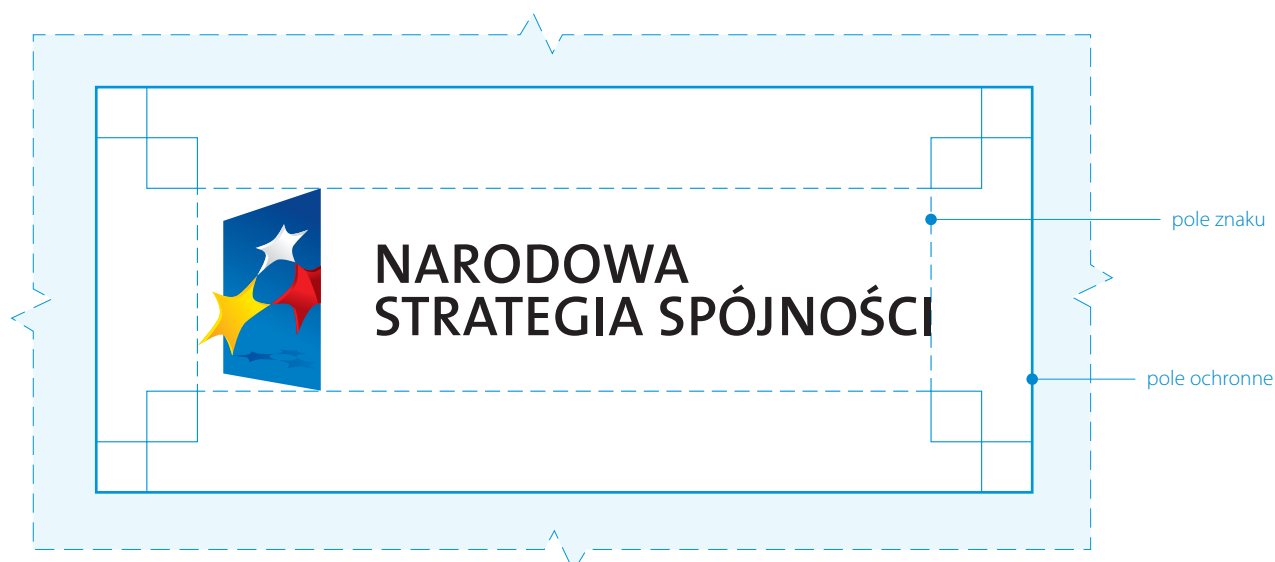 pole znaku
NARODOWA
STRATEGIA SPÓJNOŚCI
pole ochronne